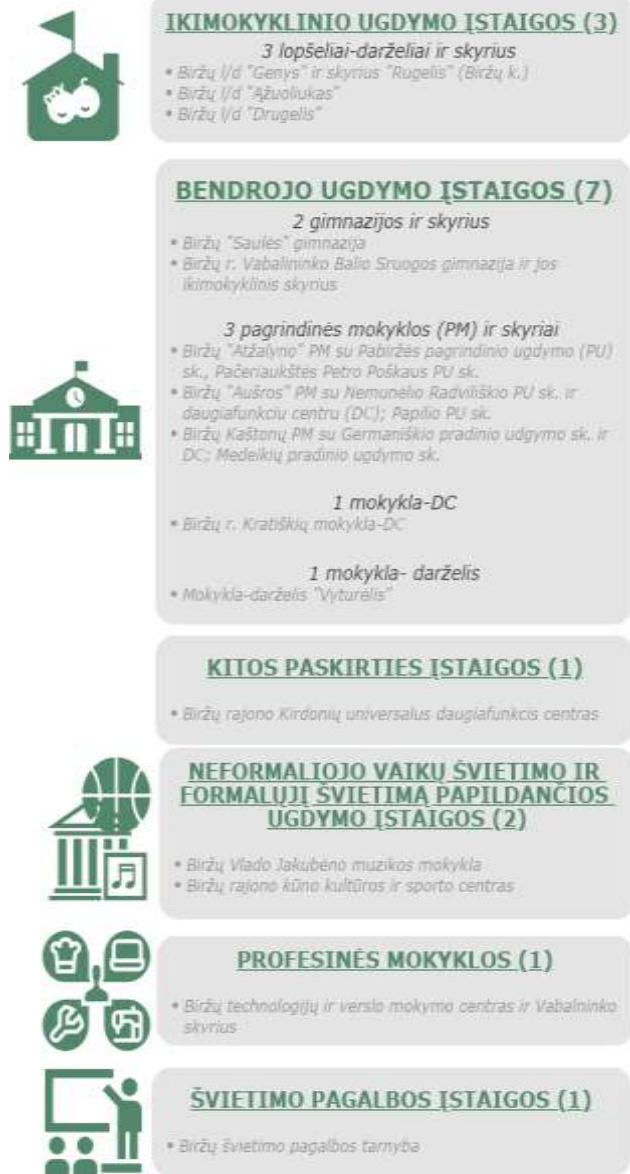 IKIMOKYKLINIO UGDYMO ĮSTAIGOS (3)
3 lopšeliai-darželiai ir skyrius
• Biržų l/d "Genys" ir skyrius "Rugelis" (Biržų k.)
• Biržų l/d "Ąžuoliukas"
• Biržų l/d "Drugelis"
BENDROJO UGDYMO ĮSTAIGOS (7)
2 gimnazijos ir skyrius
• Biržų "Saulės" gimnazija
• Biržų r. Vabalininko Balio Sruogos gimnazija ir jos
ikimokyklinis skyrius
3 pagrindinės mokyklos (PM) ir skyriai
• Biržų "Atžalyno" PM su Pabiržės pagrindinio ugdymo (PU)
sk., Pačeriaukštės Petro Poškaus PU sk.
• Biržų "Aušros" PM su Nemunėlio Radviliškio PU sk. ir
daugiafunkciu centru (DC); Papilio PU sk.
• Biržų Kaštonų PM su Germaniškio pradinio udgymo sk. ir
DC; Medeikių pradinio ugdymo sk.
1 mokykla-DC
• Biržų r. Kratiškių mokykla-DC
1 mokykla- darželis
• Mokykla-darželis "Vyturėlis"
KITOS PASKIRTIES ĮSTAIGOS (1)
• Biržų rajono Kirdonių universalus daugiafunkcis centras
NEFORMALIOJO VAIKŲ ŠVIETIMO IR
FORMALŲJĮ ŠVIETIMĄ PAPILDANČIOS
UGDYMO ĮSTAIGOS (2)
• Biržų Vlado Jakubėno muzikos mokykla
• Biržų rajono kūno kultūros ir sporto centras
PROFESINĖS MOKYKLOS (1)
• Biržų technologijų ir verslo mokymo centras ir Vabalninko
skyrius
ŠVIETIMO PAGALBOS ĮSTAIGOS (1)
• Biržų švietimo pagalbos tarnyba